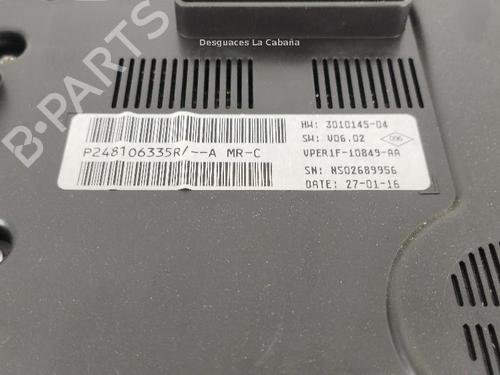 Desguaces La Cabaña
HW: 3010145-04
SW: V06.02
006
P248106335R/--A MR-C
VPER1F-10849-AA
SN: NS02689956
DATE: 27-01-16